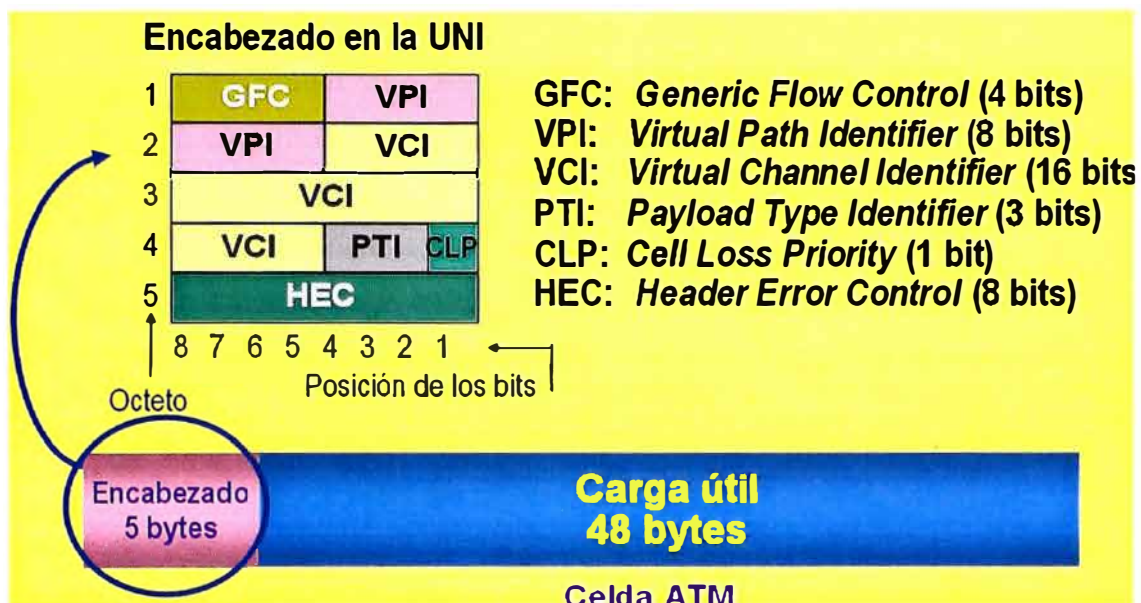 Encabezado en la UNI
1 GFC VPI
2 VPI VCI
3 VCI
4 VCI PTI CLP
5 HEC
8 7 6 5 4 3 2 1
Posición de los bits
Octeto
GFC: Generic Flow Control (4 bits)
VPI: Virtual Path Identifier (8 bits)
VCI: Virtual Channel Identifier (16 bits
PTI: Payload Type Identifier (3 bits)
CLP: Cell Loss Priority (1 bit)
HEC: Header Error Control (8 bits)
Encabezado
5 bytes
Carga útil
48 bytes
Celda ATM